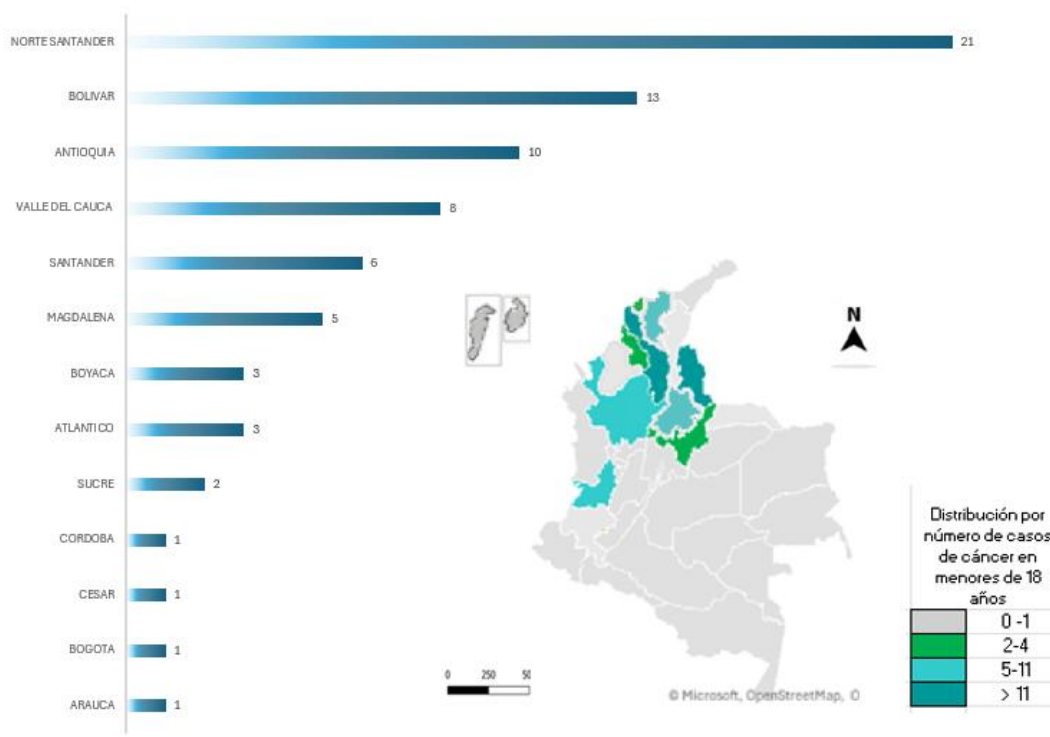 NORTE SANTANDER 21
BOLIVAR 13
ANTIOQUIA 10
VALLE DEL CAUCA 8
SANTANDER 6
MAGDALENA 5
BOYACA 3
ATLANTICO 3
SUCRE 2
CORDOBA 1
CESAR 1
BOGOTA 1
ARAUCA 1
N
0 250 50
© Microsoft, OpenStreetMap, O
Distribución por
número de casos
de cáncer en
menores de 18
años
0 -1
2-4
5-11
> 11